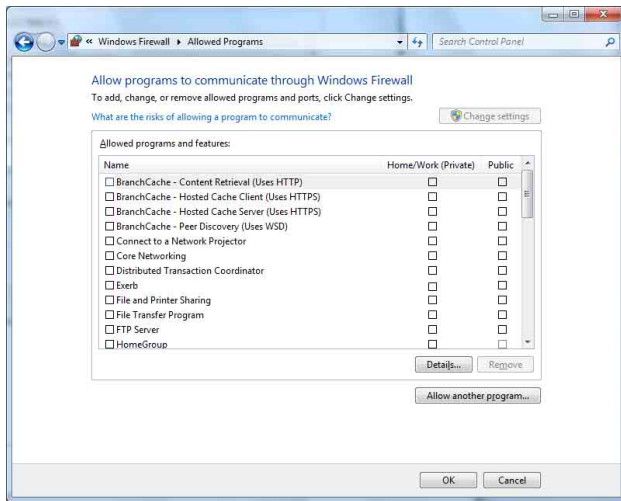 « Windows Firewall ▸ Allowed Programs
Search Control Panel
Allow programs to communicate through Windows Firewall
To add, change, or remove allowed programs and ports, click Change settings.
What are the risks of allowing a program to communicate?
Change settings
Allowed programs and features:
Name Home/Work (Private) Public
BranchCache - Content Retrieval (Uses HTTP)
BranchCache - Hosted Cache Client (Uses HTTPS)
BranchCache - Hosted Cache Server (Uses HTTPS)
BranchCache - Peer Discovery (Uses WSD)
Connect to a Network Projector
Core Networking
Distributed Transaction Coordinator
Exerb
File and Printer Sharing
File Transfer Program
FTP Server
HomeGroup
Details... Remove
Allow another program...
OK Cancel